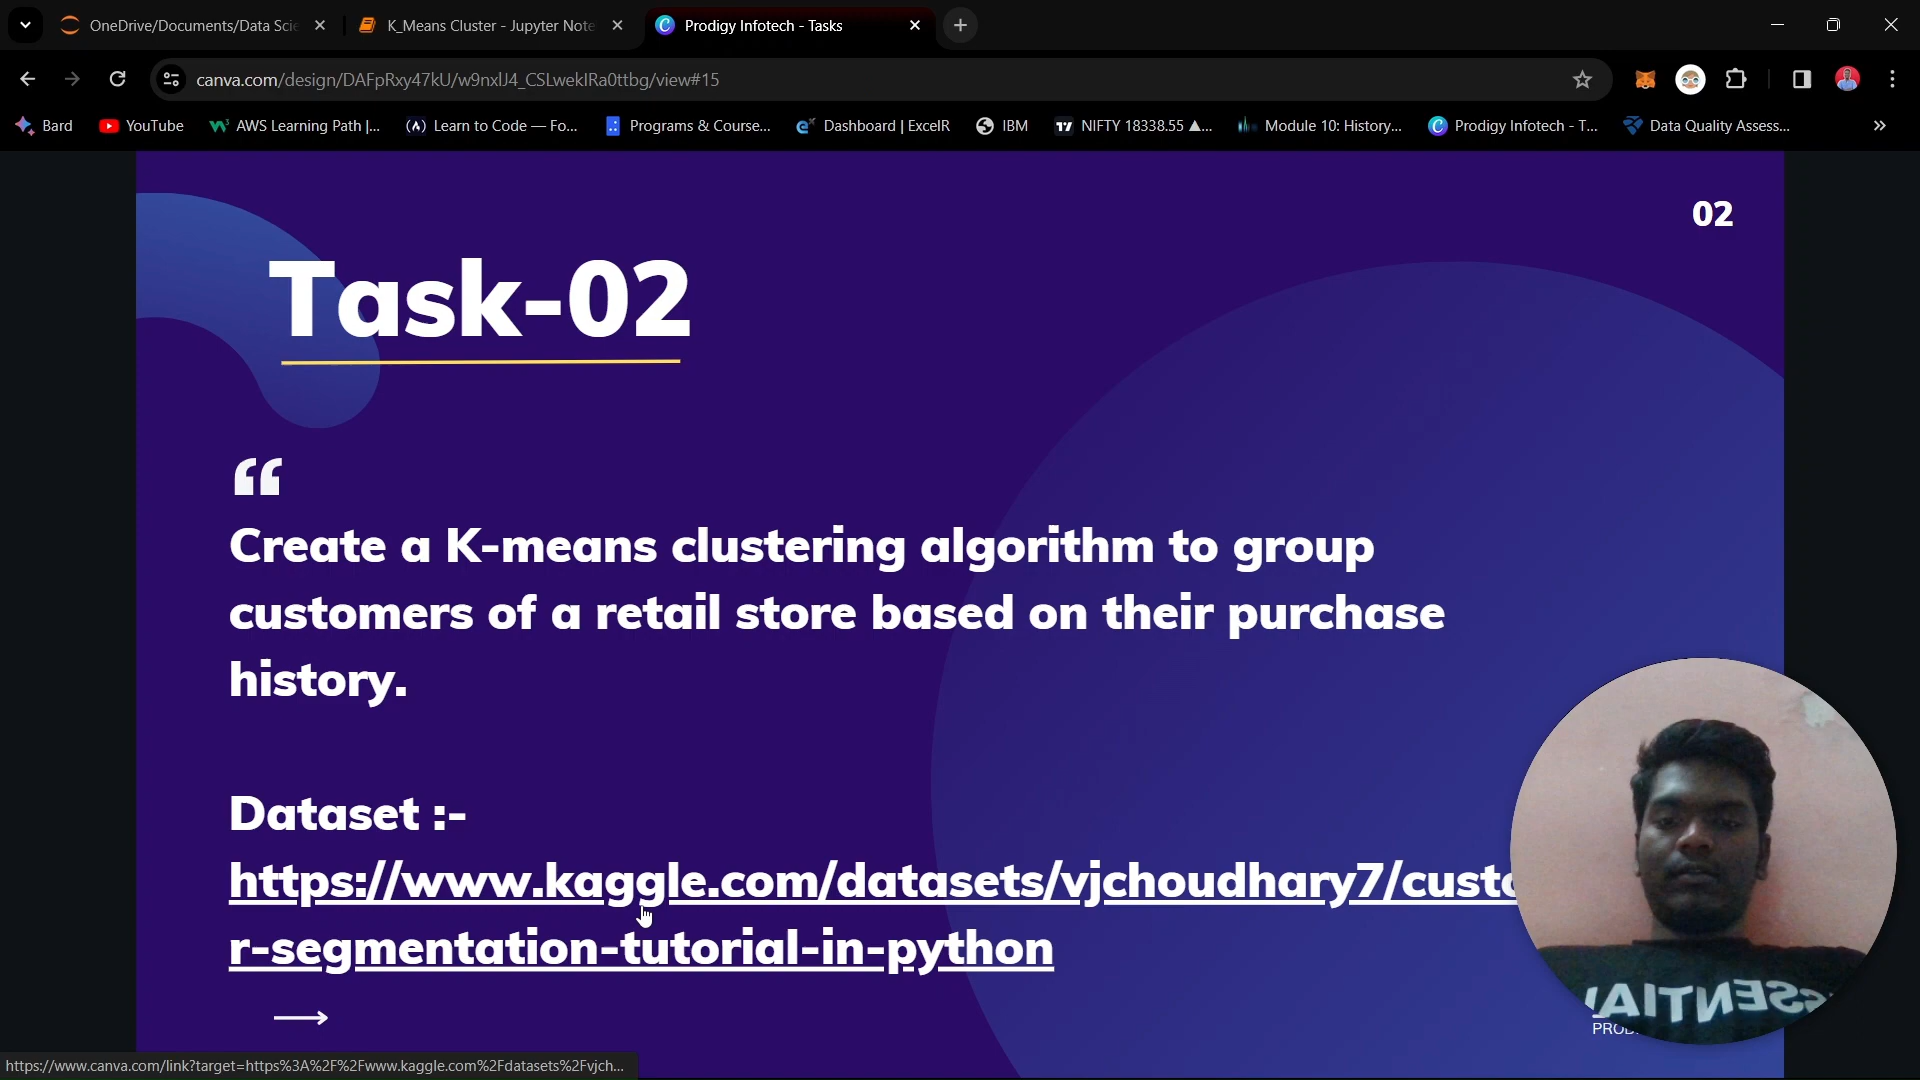 OneDrive/Documents/Data Scie
K_Means Cluster - Jupyter Note
Prodigy Infotech - Tasks
canva.com/design/DAFpRxy47kU/w9nxlJ4_CSLwekIRa0ttbg/view#15
Bard
YouTube
AWS Learning Path |...
Learn to Code — Fo...
Programs & Course...
Dashboard | ExcelR
IBM
NIFTY 18338.55 ▲...
Module 10: History...
Prodigy Infotech - T...
Data Quality Assess...
»
02
Task-02
“
Create a K-means clustering algorithm to group
customers of a retail store based on their purchase
history.
Dataset :-
https://www.kaggle.com/datasets/vjchoudhary7/custo
r-segmentation-tutorial-in-python
ESSENTIAL
PROD
https://www.canva.com/link?target=https%3A%2F%2Fwww.kaggle.com%2Fdatasets%2Fvjch...